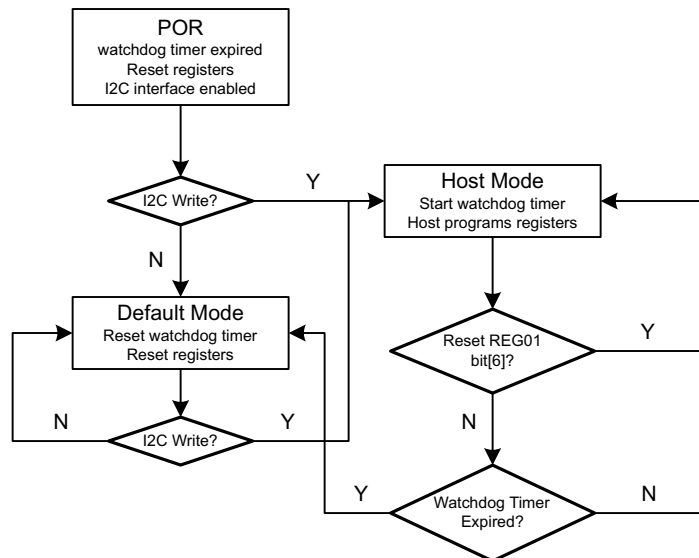 POR
watchdog timer expired
Reset registers
I2C interface enabled
I2C Write?
Y
N
Host Mode
Start watchdog timer
Host programs registers
Default Mode
Reset watchdog timer
Reset registers
Reset REG01
bit[6]?
Y
N
I2C Write?
N
Y
Watchdog Timer
Expired?
Y
N